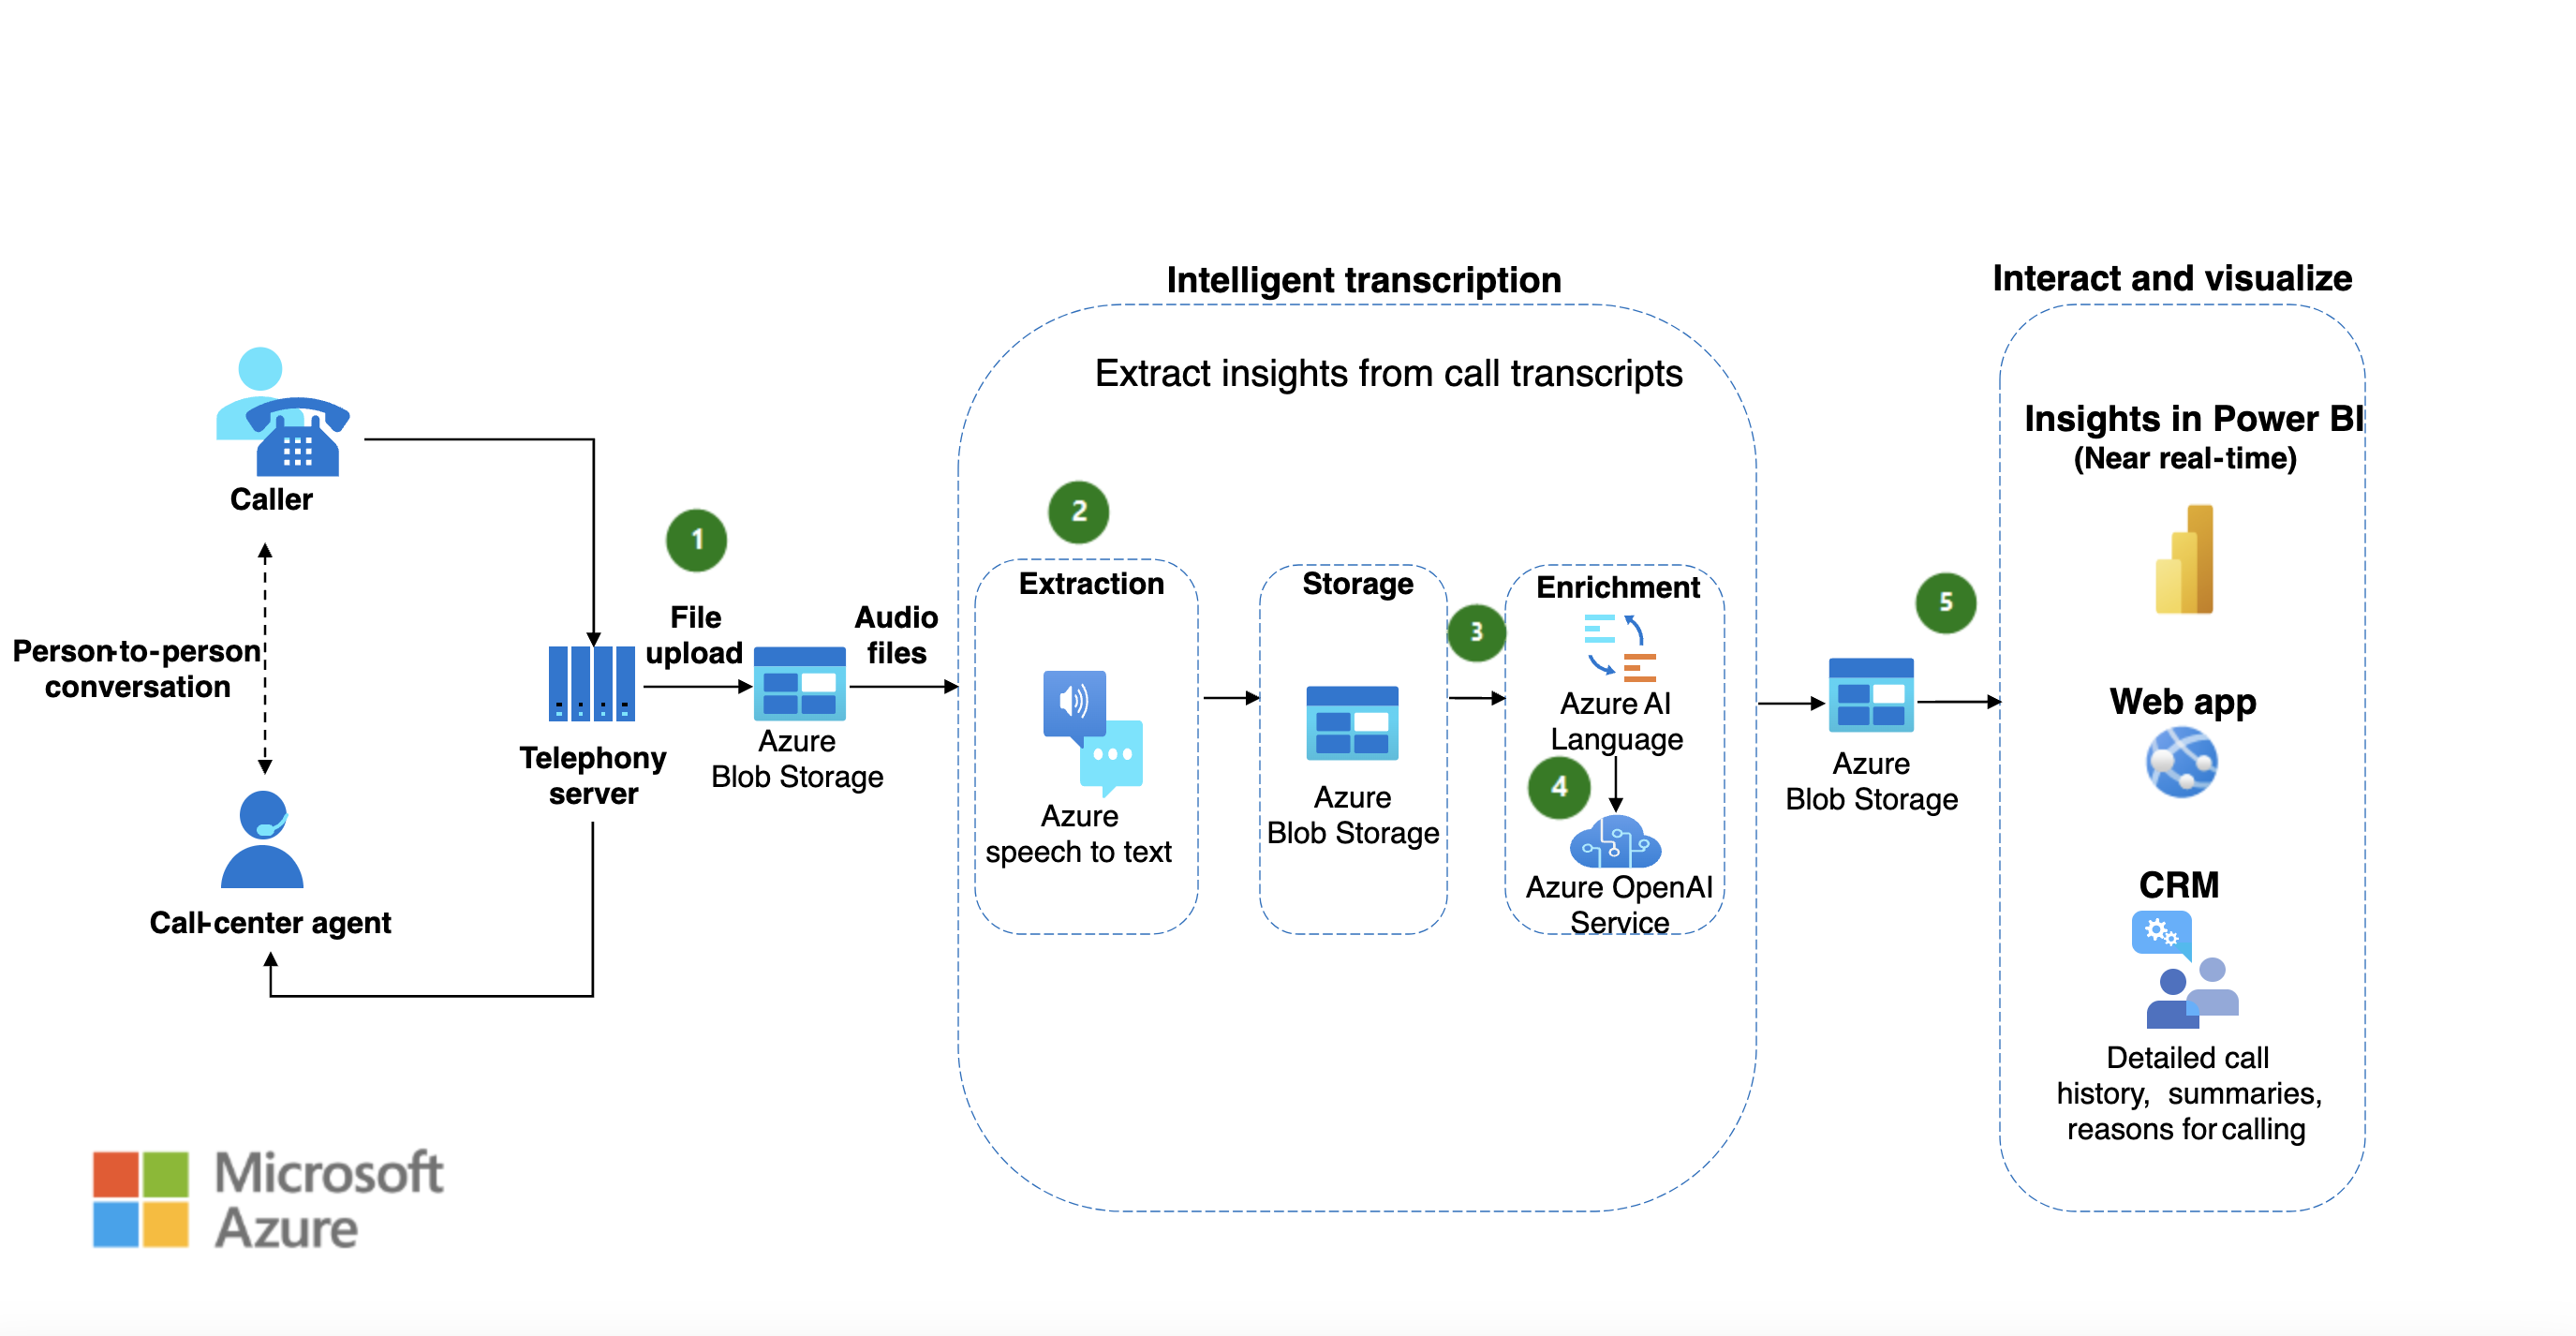 Intelligent transcription
Interact and visualize
Extract insights from call transcripts
Insights in Power BI
(Near real-time)
Caller
1
2
File
upload
Audio
files
Extraction
Storage
Enrichment
3
5
Person-to-person
conversation
Azure AI
Language
Web app
Telephony
server
Azure
Blob Storage
4
Azure
Blob Storage
Azure
speech to text
Azure
Blob Storage
Azure OpenAI
Service
CRM
Call-center agent
Detailed call
history, summaries,
reasons for calling
Microsoft
Azure